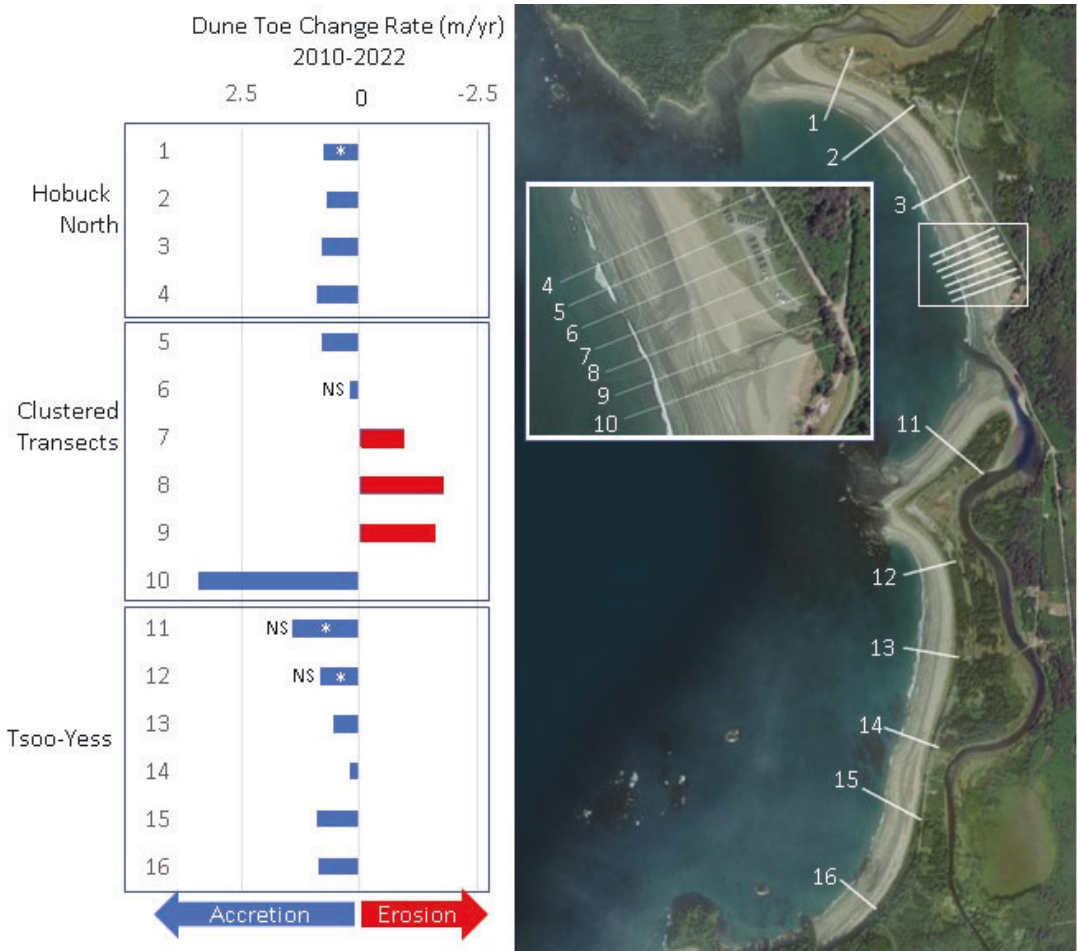 Dune Toe Change Rate (m/yr)
2010-2022
2.5 0 -2.5
Hobuck
North
1 *
2
3
4
Clustered
Transects
5
6 NS
7
8
9
10
Tsoo-Yess
11 NS *
12 NS *
13
14
15
16
Accretion Erosion
1
2
3
4
5
6
7
8
9
10
11
12
13
14
15
16